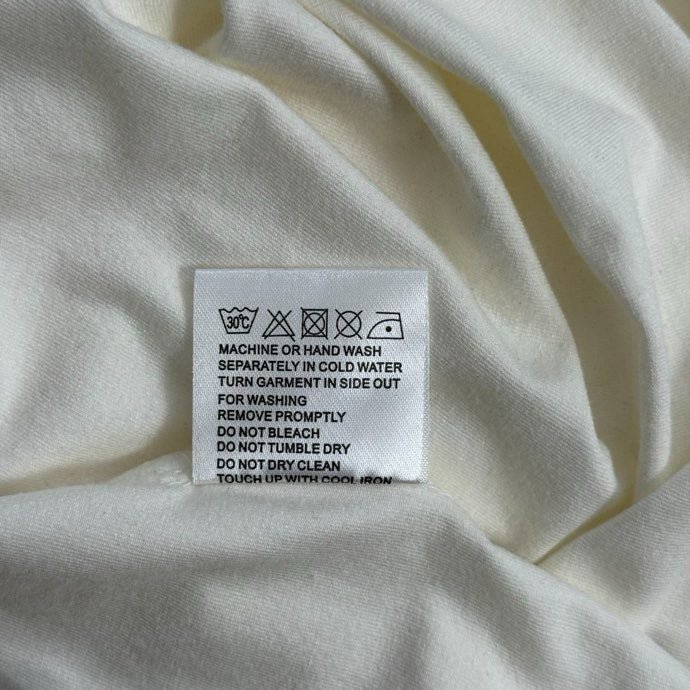 30℃
MACHINE OR HAND WASH
SEPARATELY IN COLD WATER
TURN GARMENT IN SIDE OUT
FOR WASHING
REMOVE PROMPTLY
DO NOT BLEACH
DO NOT TUMBLE DRY
DO NOT DRY CLEAN
TOUCH UP WITH COOL IRON